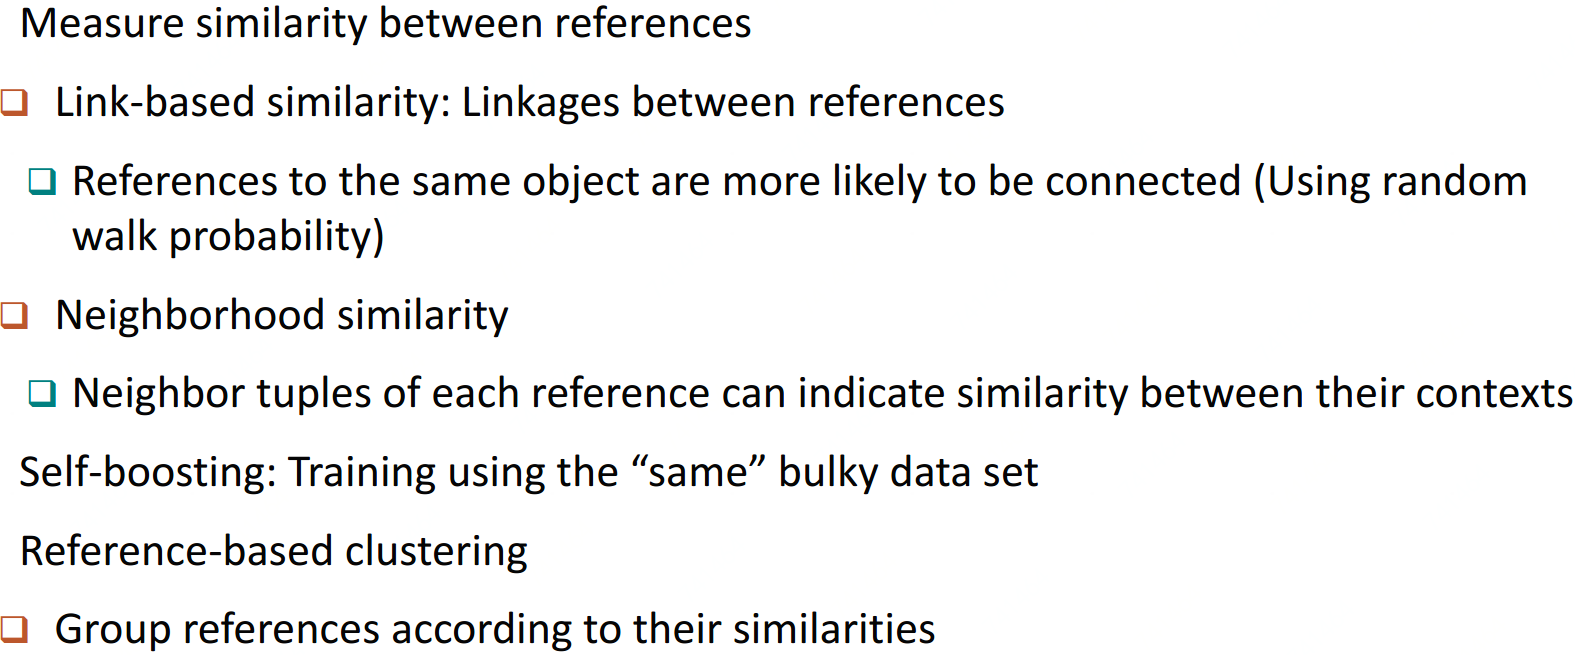 Measure similarity between references
❑ Link-based similarity: Linkages between references
❑ References to the same object are more likely to be connected (Using random
walk probability)
❑ Neighborhood similarity
❑ Neighbor tuples of each reference can indicate similarity between their contexts
Self-boosting: Training using the “same” bulky data set
Reference-based clustering
❑ Group references according to their similarities